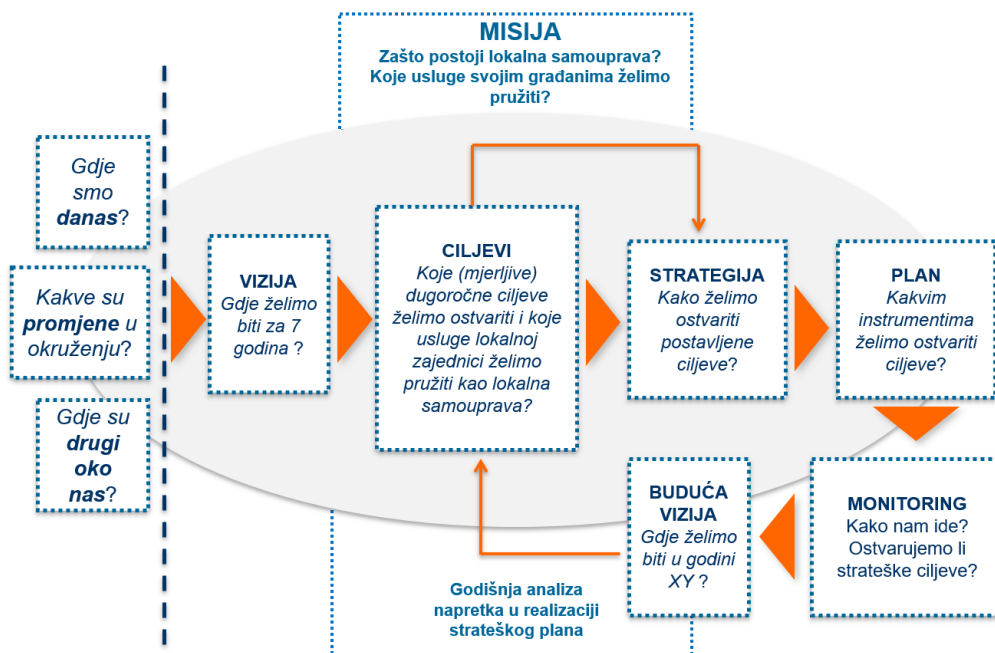 MISIJA
Zašto postoji lokalna samouprava?
Koje usluge svojim građanima želimo
pružiti?
Gdje
smo
danas?
Kakve su
promjene u
okruženju?
Gdje su
drugi
oko
nas?
VIZIJA
Gdje želimo
biti za 7
godina ?
CILJEVI
Koje (mjerljive)
dugoročne ciljeve
želimo ostvariti i koje
usluge lokalnoj
zajednici želimo
pružiti kao lokalna
samouprava?
STRATEGIJA
Kako želimo
ostvariti
postavljene
ciljeve?
PLAN
Kakvim
instrumentima
želimo ostvariti
ciljeve?
MONITORING
Kako nam ide?
Ostvarujemo li
strateške ciljeve?
BUDUĆA
VIZIJA
Gdje želimo
biti u godini
XY ?
Godišnja analiza
napretka u realizaciji
strateškog plana